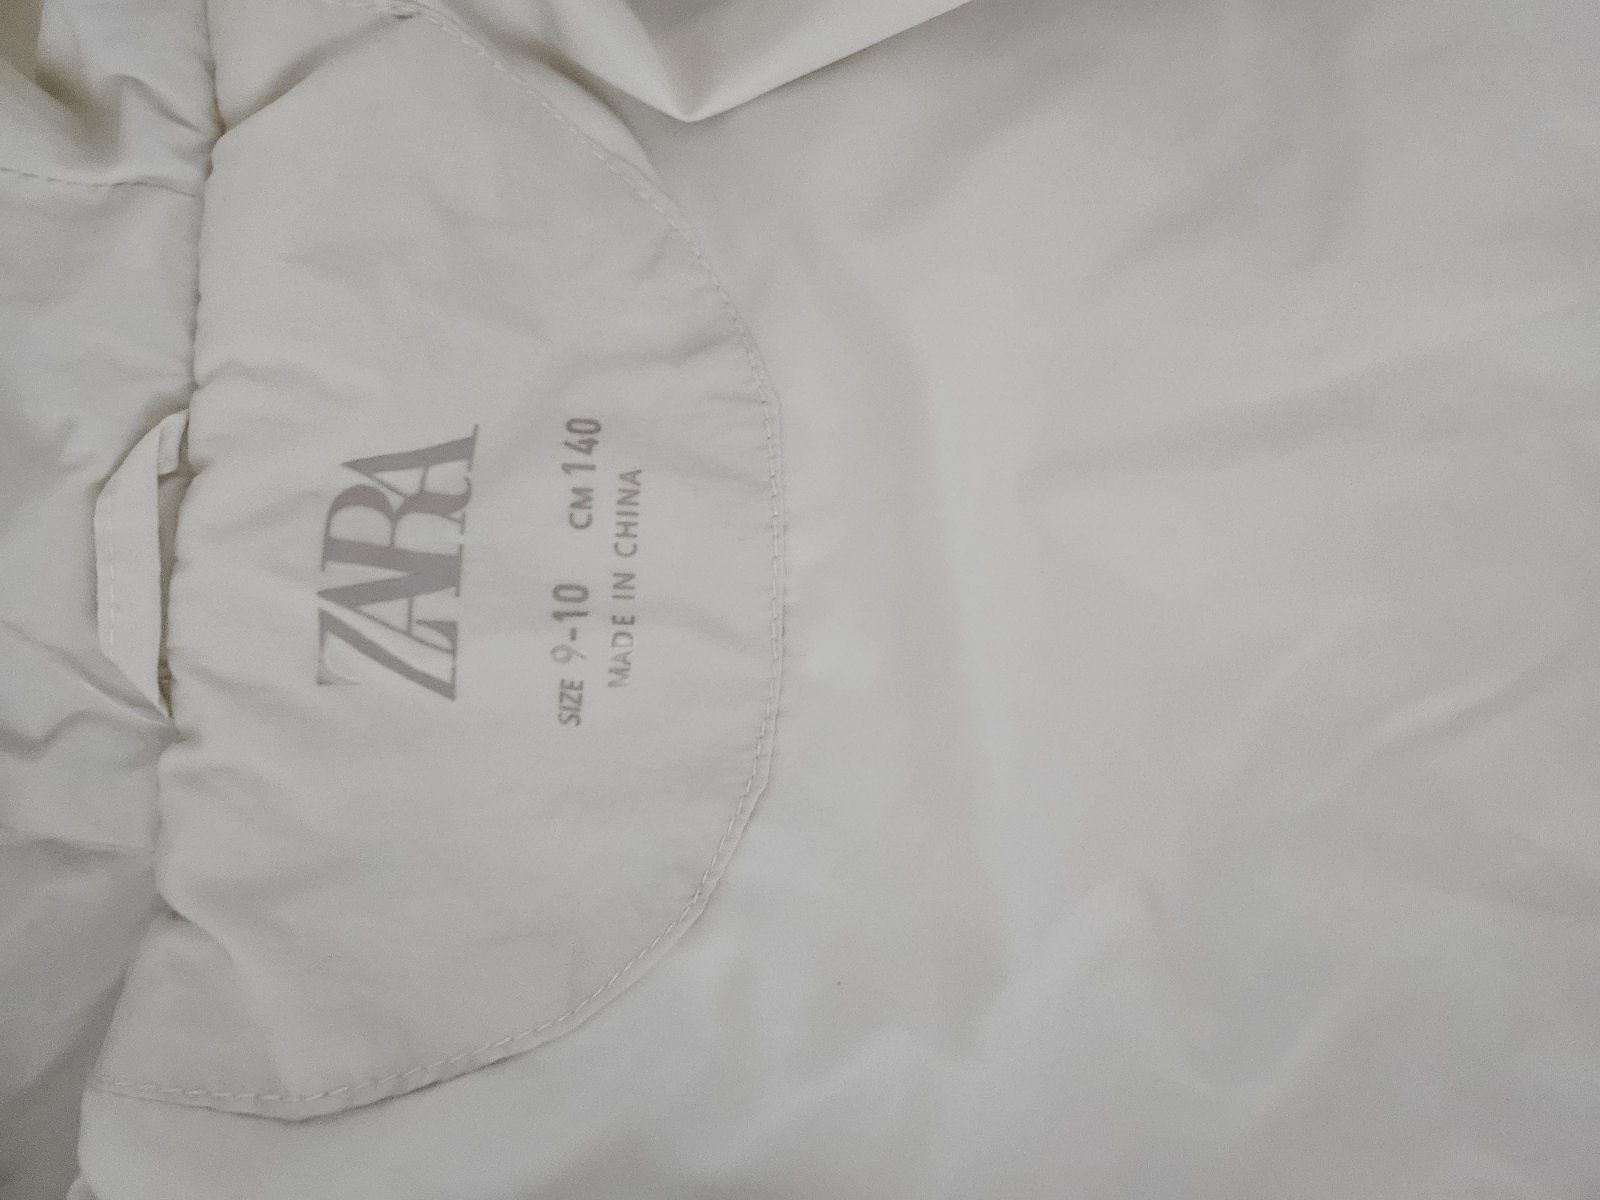 ZARA
SIZE 9-10 CM 140
MADE IN CHINA